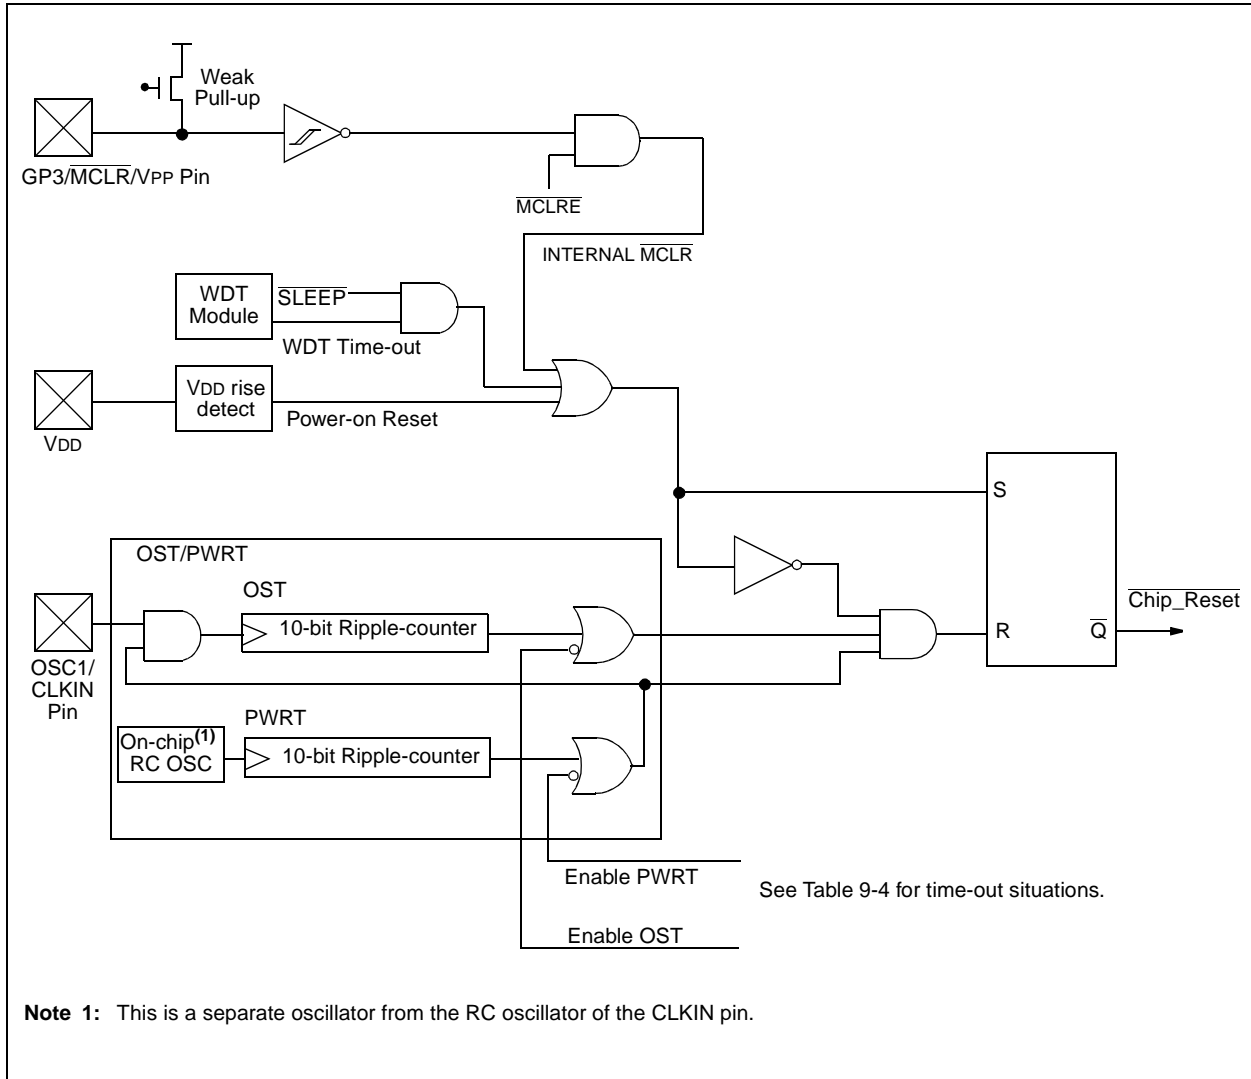 Weak
Pull-up
GP3/MCLR/VPP Pin
MCLRE
INTERNAL MCLR
WDT
Module
SLEEP
WDT Time-out
VDD rise
detect
Power-on Reset
VDD
S
OST/PWRT
OST
10-bit Ripple-counter
Chip_Reset
R
Q
OSC1/
CLKIN
Pin
PWRT
On-chip(1)
RC OSC
10-bit Ripple-counter
Enable PWRT
See Table 9-4 for time-out situations.
Enable OST
Note 1: This is a separate oscillator from the RC oscillator of the CLKIN pin.